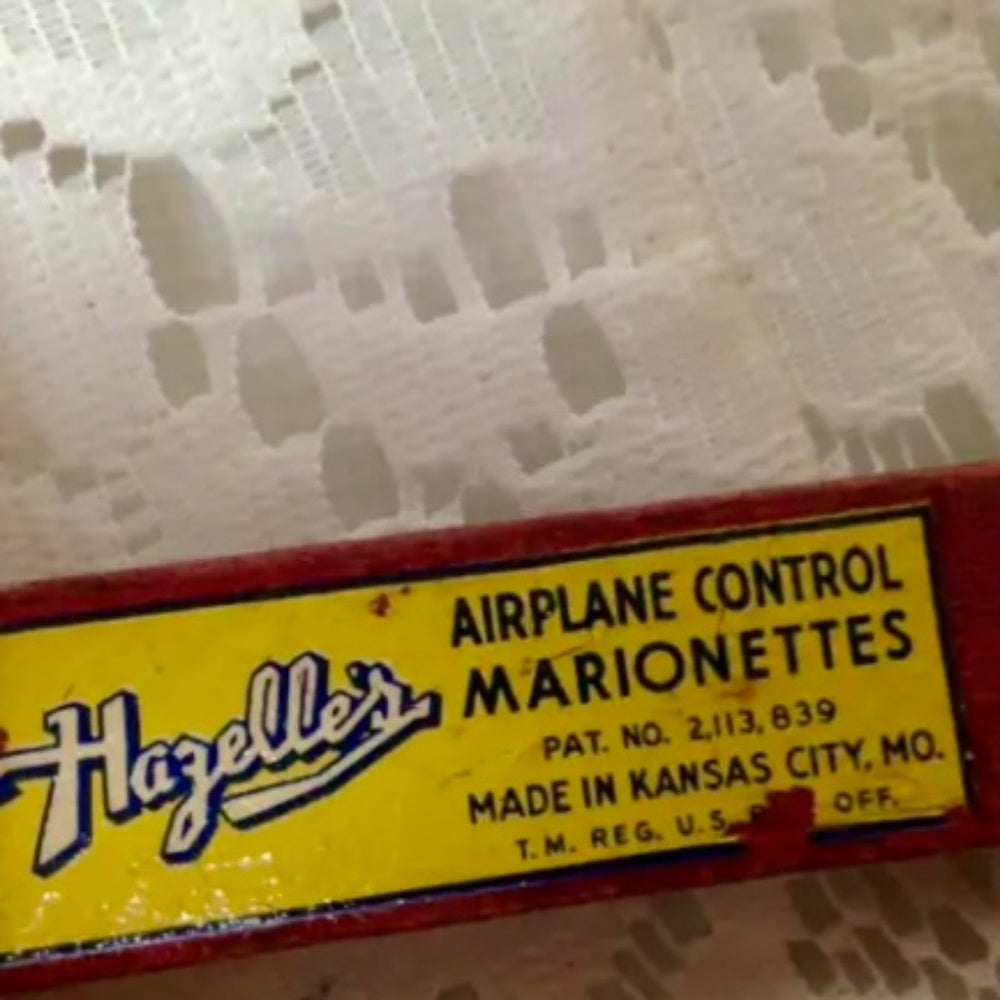 Hazelle's
AIRPLANE CONTROL
MARIONETTES
PAT. NO. 2,113,839
MADE IN KANSAS CITY, MO.
T.M. REG. U.S. OFF.